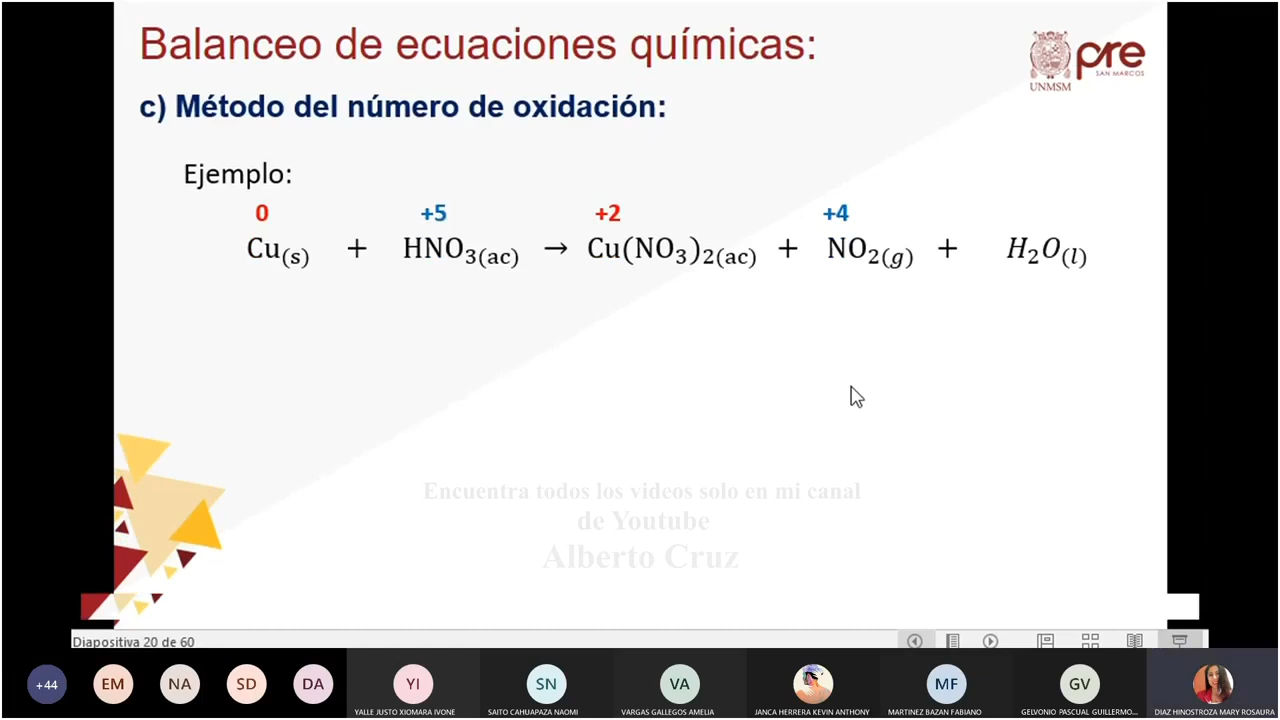 Balanceo de ecuaciones químicas:
pre
SAN MARCOS
UNMSM
c) Método del número de oxidación:
Ejemplo:
0 +5 +2 +4
Cu(s) + HNO3(ac) → Cu(NO3)2(ac) + NO2(g) + H2O(l)
Encuentra todos los videos solo en mi canal
de Youtube
Alberto Cruz
Diapositiva 20 de 60
+44 EM NA SD DA YI SN VA MF GV
YALLE JUSTO XIOMARA IVONE SAITO CAHUAPAZA NAOMI VARGAS GALLEGOS AMELIA JANCA HERRERA KEVIN ANTHONY MARTINEZ BAZAN FABIANO GELVONIO PASCUAL GUILLERMO... DIAZ HINOSTROZA MARY ROSAURA